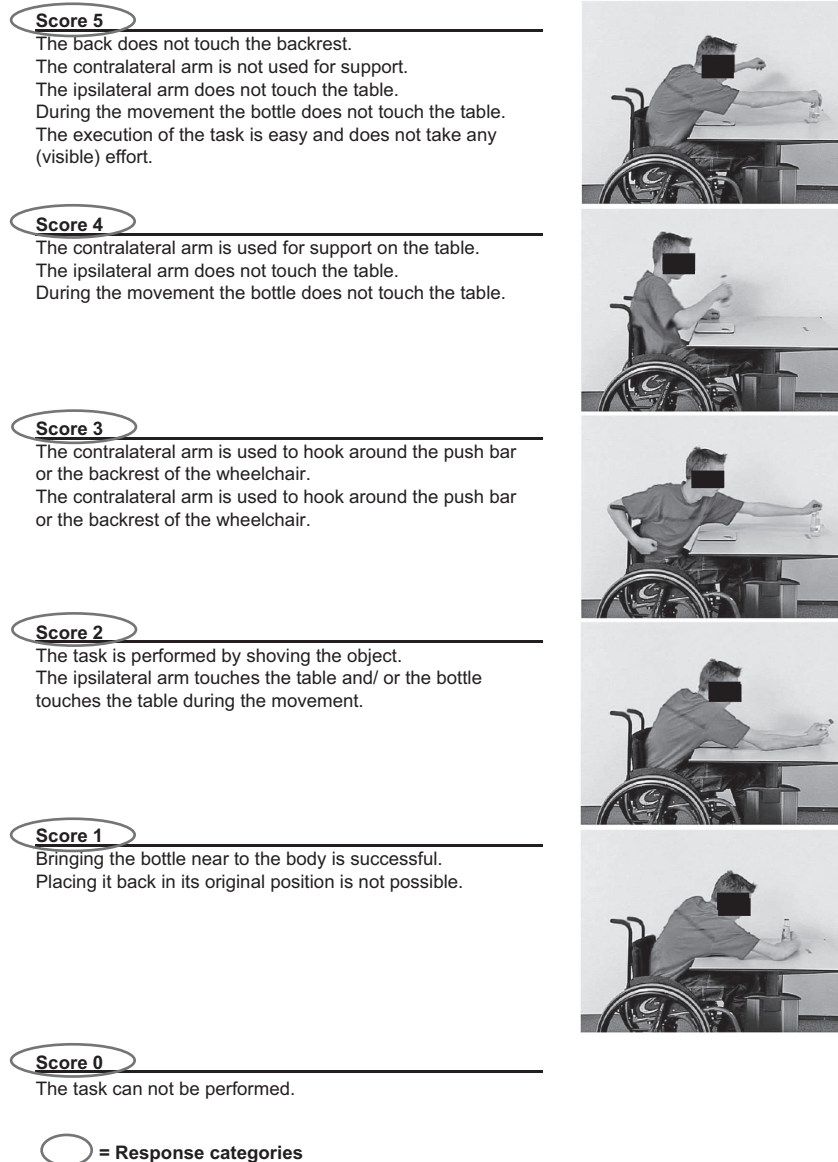 Score 5
The back does not touch the backrest.
The contralateral arm is not used for support.
The ipsilateral arm does not touch the table.
During the movement the bottle does not touch the table.
The execution of the task is easy and does not take any
(visible) effort.
Score 4
The contralateral arm is used for support on the table.
The ipsilateral arm does not touch the table.
During the movement the bottle does not touch the table.
Score 3
The contralateral arm is used to hook around the push bar
or the backrest of the wheelchair.
The contralateral arm is used to hook around the push bar
or the backrest of the wheelchair.
Score 2
The task is performed by shoving the object.
The ipsilateral arm touches the table and/ or the bottle
touches the table during the movement.
Score 1
Bringing the bottle near to the body is successful.
Placing it back in its original position is not possible.
Score 0
The task can not be performed.
= Response categories